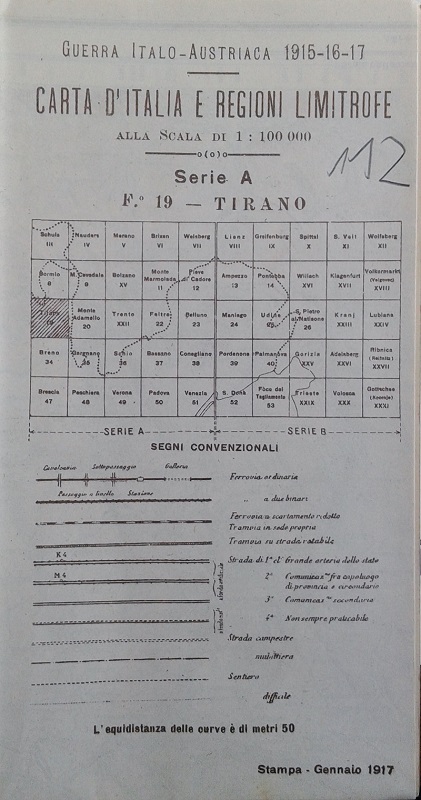 GUERRA ITALO-AUSTRIACA 1915-16-17
CARTA D'ITALIA E REGIONI LIMITROFE
ALLA SCALA DI 1 : 100 000
112
Serie A
F.º 19 — TIRANO
Schuls Nauders Merano Brixen Welsberg Lienz Greifenburg Spittal S. Veit Wolfsberg
III IV V VI VII VIII IX X XI XII
Bormio M. Cevedale Bolzano Monte Marmolada Pieve di Cadore Ampezzo Pontebba Villach Klagenfurt Volkermarkt
8 9 XV 11 12 13 14 XVI XVII XVIII
Tirano Monte Adamello Trento Feltre Belluno Maniago Udine S. Pietro al Natisone Kranj Lubiana
19 20 XXII 22 23 24 25 26 XXIII XXIV
Breno Gargnano Schio Bassano Conegliano Pordenone Palmanova Gorizia Adelsberg Ribnica
34 35 36 37 38 39 40 XXV XXVI XXVII
Brescia Peschiera Verona Padova Venezia S. Donà Foce del Tagliamento Trieste Volosca Gottschee
47 48 49 50 51 52 53 XXIX XXX XXXI
SERIE A SERIE B
SEGNI CONVENZIONALI
Cavalcavia Sottopassaggio Galleria
Ferrovia ordinaria
Passaggio a livello Stazione
" a due binari
Ferrovia a scartamento ridotto
Tramvia in sede propria
Tramvia su strada rotabile
K 4
Strada di 1ª cl.e Grande arteria dello stato
M 4
2ª Comunicaz.ni fra capoluogo
di provincia e circondario
3ª Comunicaz.ni secondaria
4ª Non sempre praticabile
Strada campestre
mulattiera
Sentiero
difficile
L'equidistanza delle curve è di metri 50
Stampa - Gennaio 1917